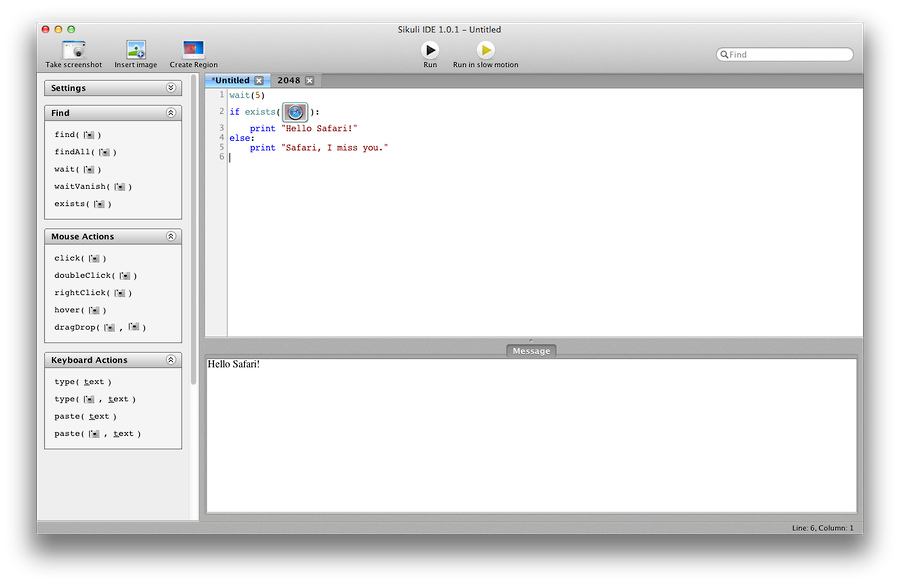 Sikuli IDE 1.0.1 – Untitled
Take screenshot Insert image Create Region Run Run in slow motion Find
Settings
Find
find( )
findAll( )
wait( )
waitVanish( )
exists( )
Mouse Actions
click( )
doubleClick( )
rightClick( )
hover( )
dragDrop( , )
Keyboard Actions
type( text )
type( , text )
paste( text )
paste( , text )
*Untitled 2048
1 wait(5)
2 if exists( ):
3 print "Hello Safari!"
4 else:
5 print "Safari, I miss you."
6
Message
Hello Safari!
Line: 6, Column: 1